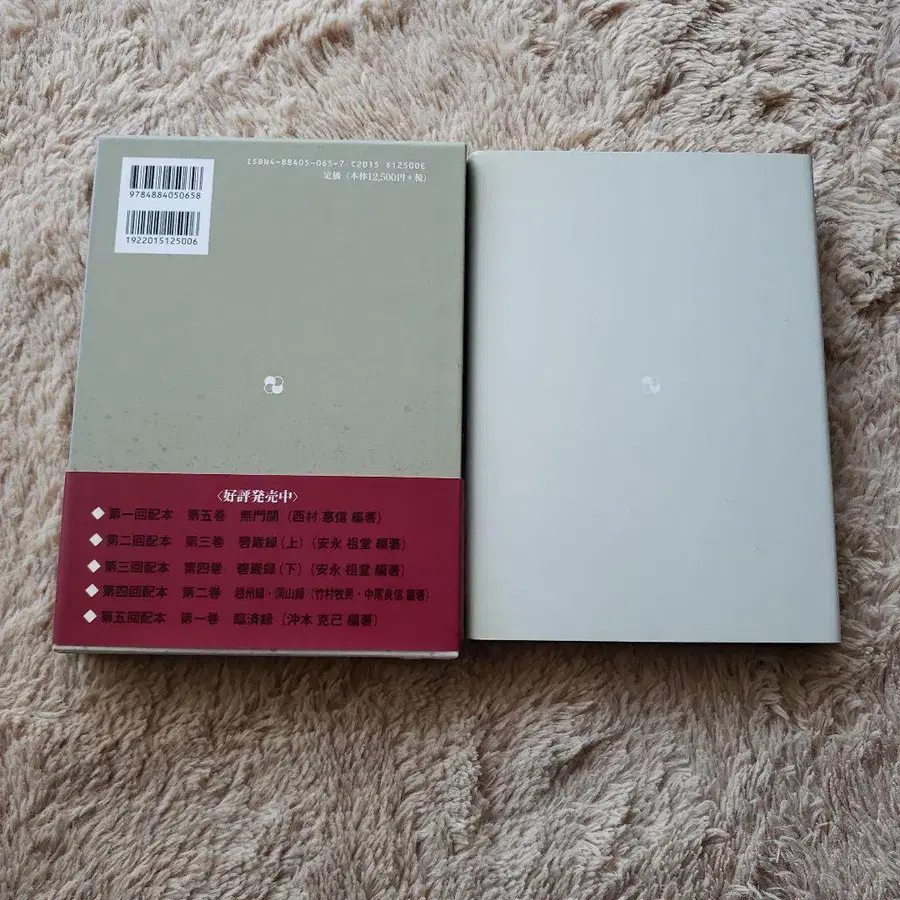 ISBN4-88405-065-7 C2015 ¥12500E
定価 (本体12,500円+税)
9784884050658
1922015125006
〈好評発売中〉
◆第一回配本 第五巻 無門関 (西村 惠信 編著)
◆第二回配本 第三巻 碧巌録 (上) (安永 祖堂 編著)
◆第三回配本 第四巻 碧巌録 (下) (安永 祖堂 編著)
◆第四回配本 第二巻 趙州録・洞山録 (竹村牧男・中尾良信 編著)
◆第五回配本 第一巻 臨済録 (沖本 克己 編著)